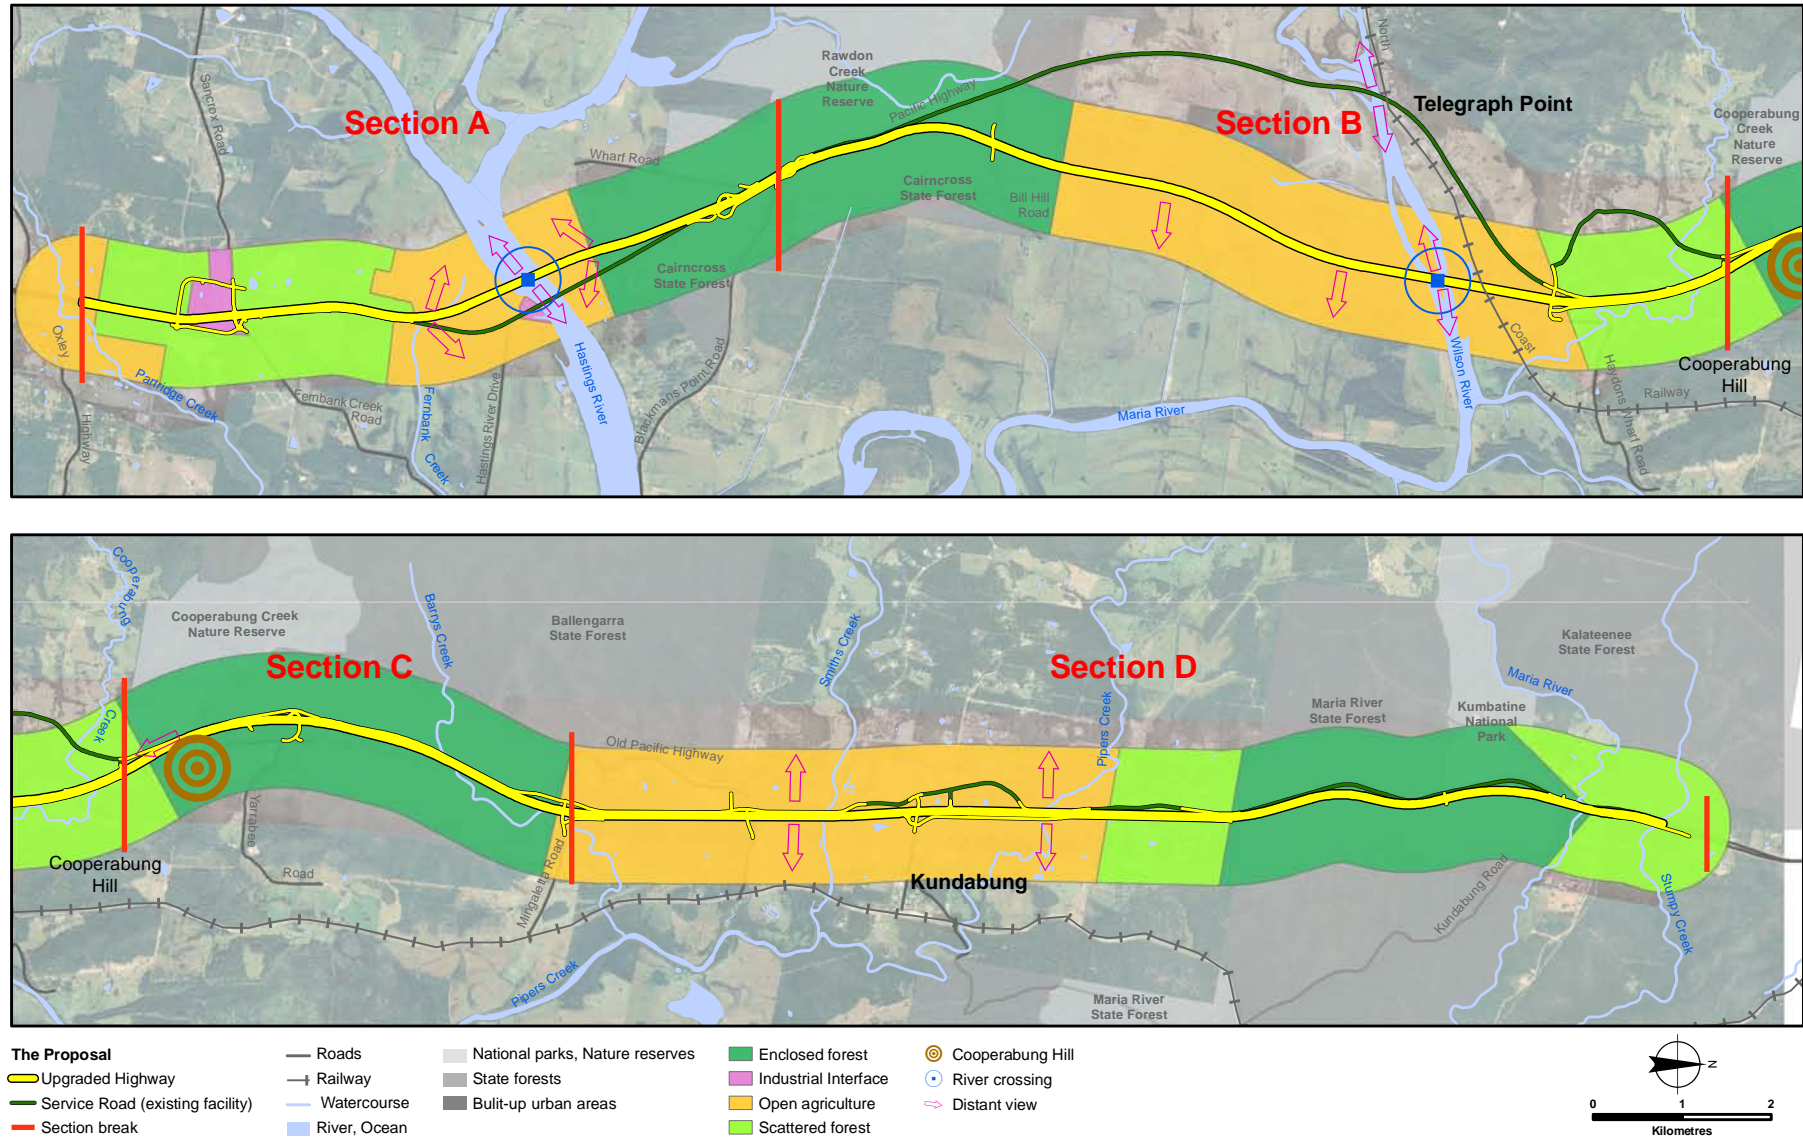 Rawdon
Creek
Nature
Reserve
North
Section A
Section B
Telegraph Point
Sancrox Road
Pacific Highway
Cooperabung
Creek
Nature
Reserve
Wharf Road
Cairncross
State Forest
Bill Hill
Road
Cairncross
State Forest
Oxley
Highway
Partridge Creek
Fernbank Creek
Road
Fernbank
Creek
Hastings River Drive
Hastings River
Blackmans Point Road
Maria River
Wilson River
Coast
Railway
Haydons Wharf Road
Cooperabung
Hill
Cooperabung
Creek
Cooperabung Creek
Nature Reserve
Barrys Creek
Ballengarra
State Forest
Smiths Creek
Section C
Section D
Pipers Creek
Kalateenee
State Forest
Maria River
Maria River
State Forest
Kumbatine
National
Park
Old Pacific Highway
Yarrabee
Road
Cooperabung
Hill
Mingaletta Road
Kundabung
Kundabung Road
Stumpy Creek
Pipers Creek
Maria River
State Forest
The Proposal
Upgraded Highway
Service Road (existing facility)
Section break
Roads
Railway
Watercourse
River, Ocean
National parks, Nature reserves
State forests
Bulit-up urban areas
Enclosed forest
Industrial Interface
Open agriculture
Scattered forest
Cooperabung Hill
River crossing
Distant view
N
0 1 2
Kilometres